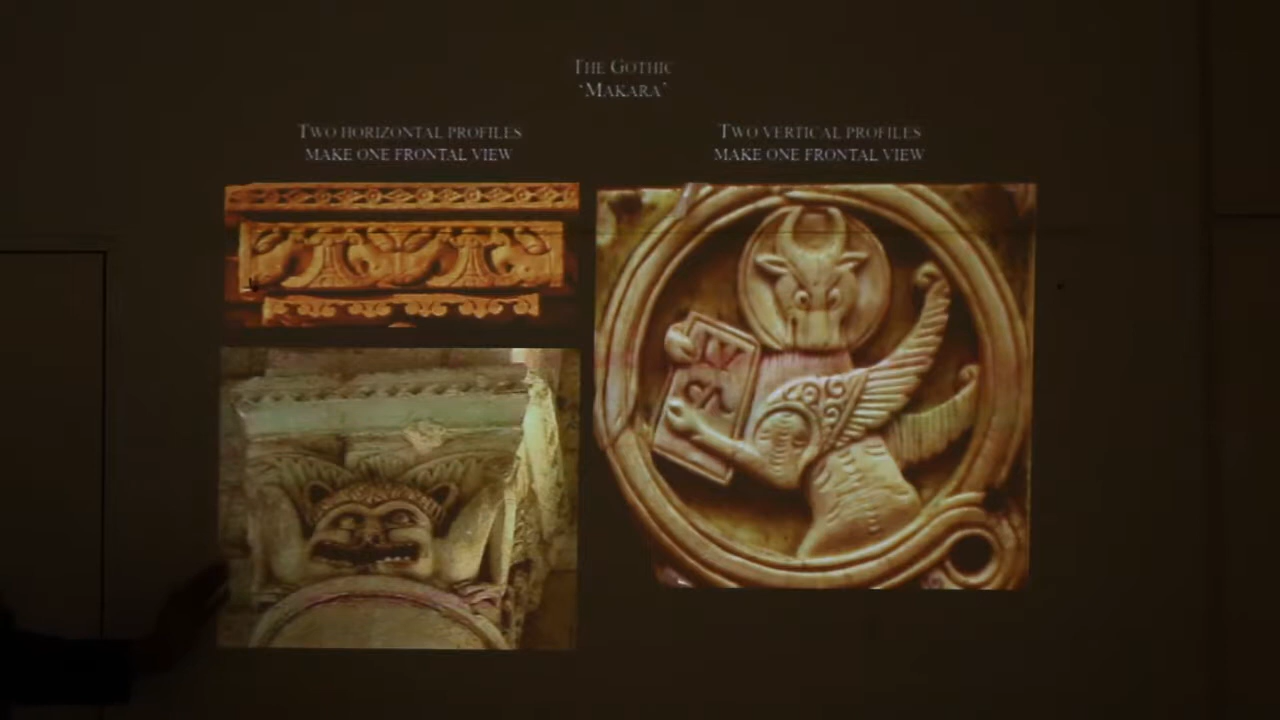 THE GOTHIC
‘MAKARA’
TWO HORIZONTAL PROFILES
MAKE ONE FRONTAL VIEW
TWO VERTICAL PROFILES
MAKE ONE FRONTAL VIEW